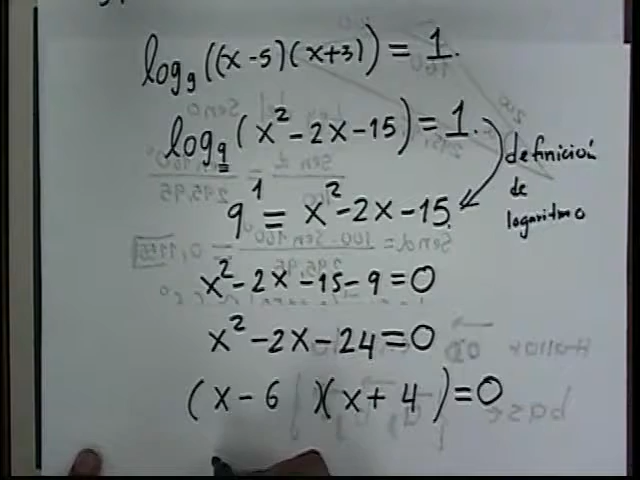 log₉((x-5)(x+3)) = 1.
log₉(x²-2x-15) = 1.
definición
de
logaritmo
9¹ = x²-2x-15.
x²-2x-15-9=0
x²-2x-24=0
(x-6)(x+4)=0